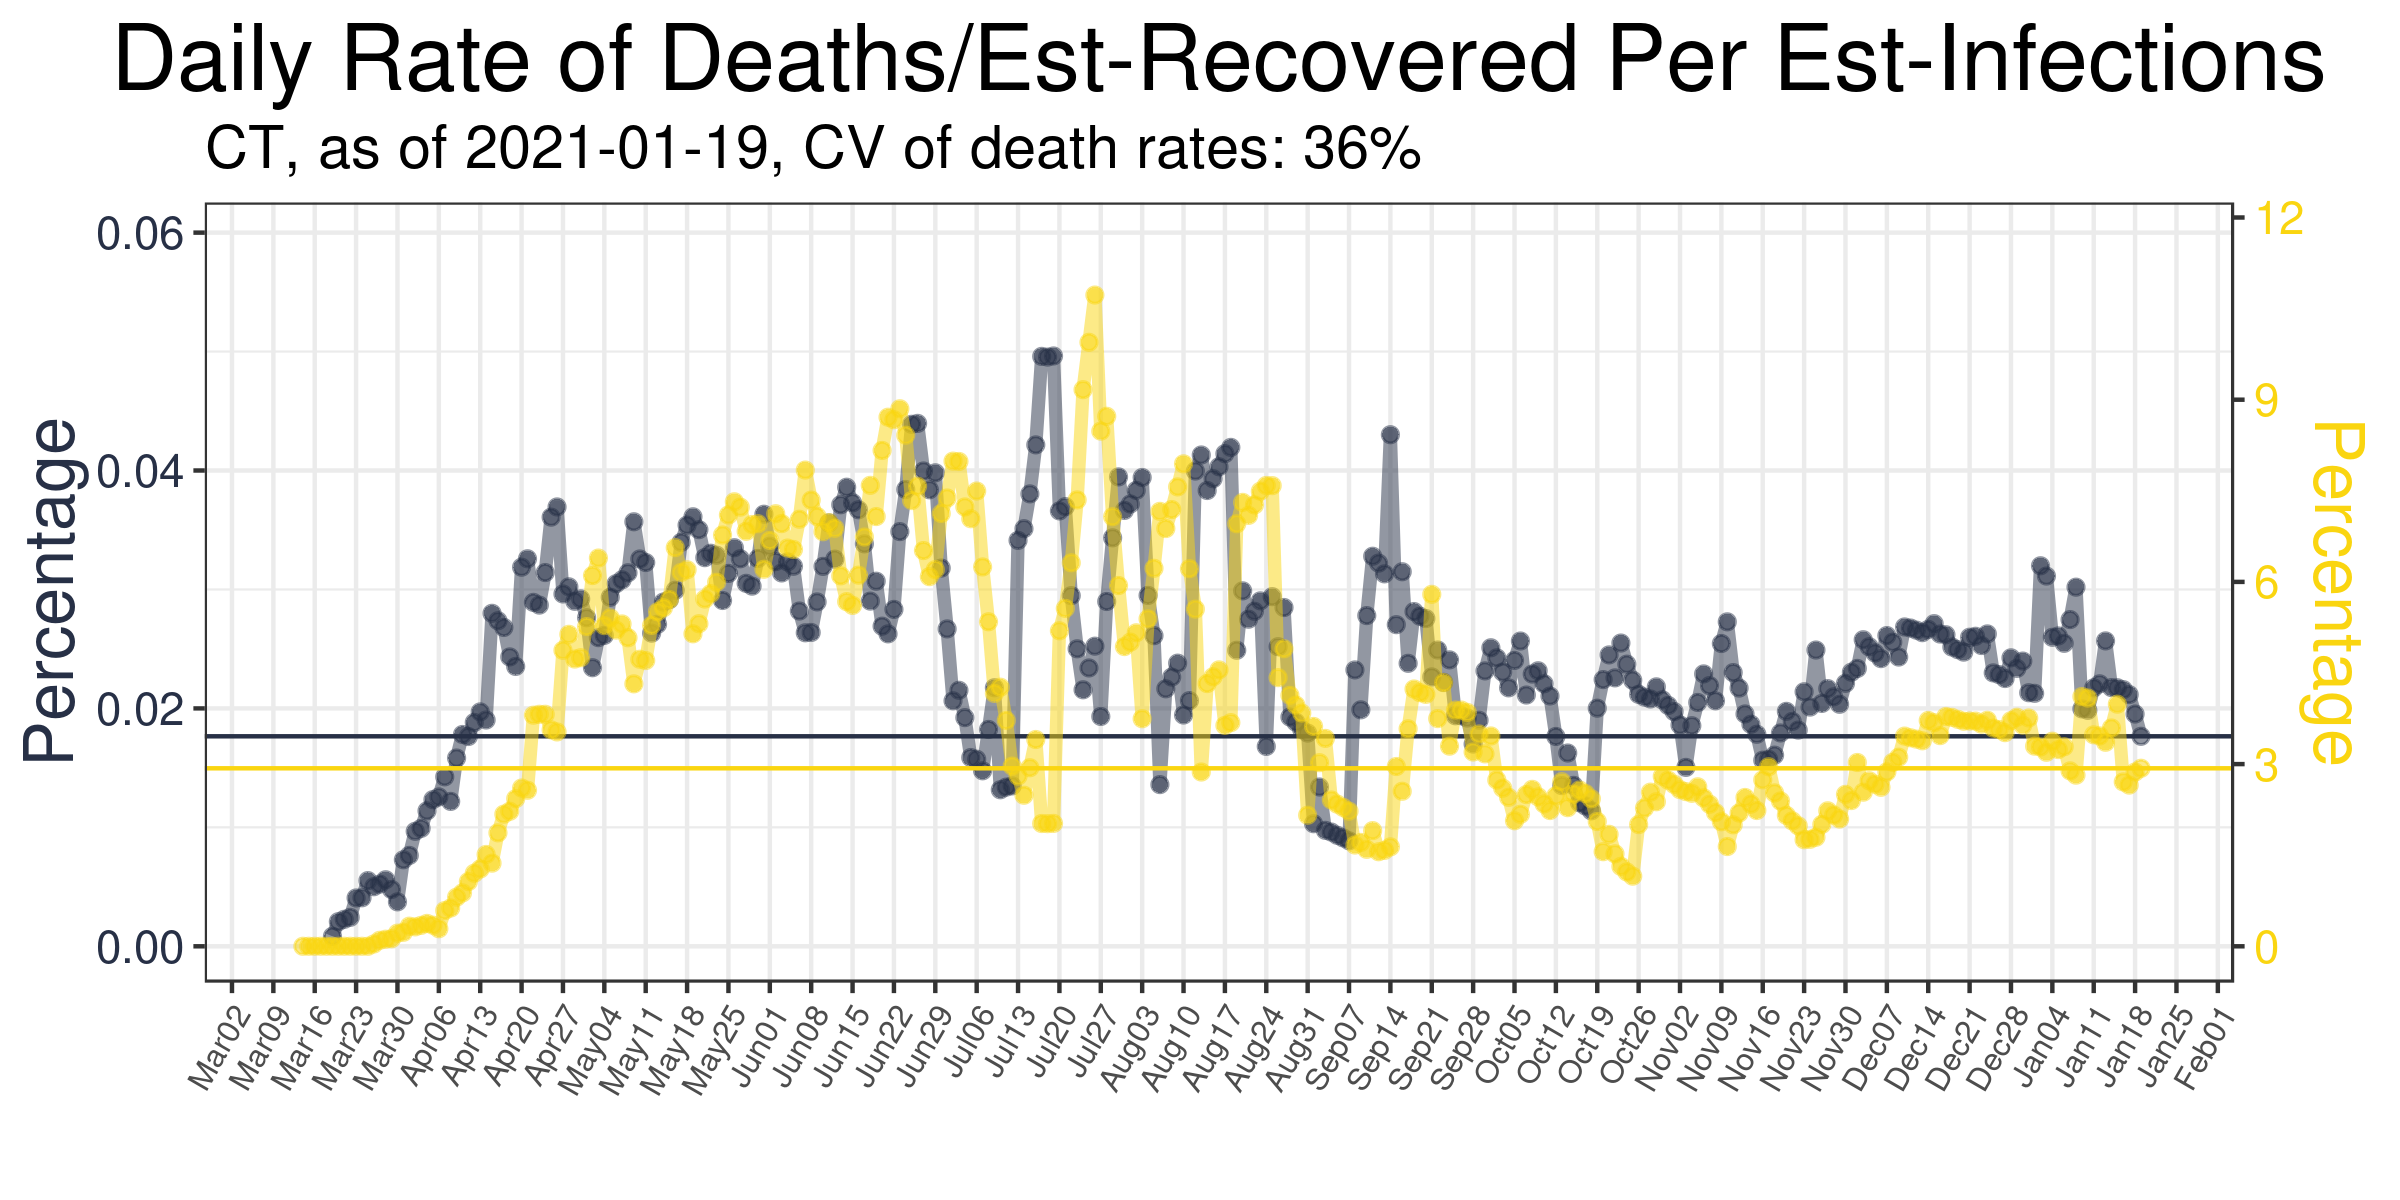 Daily Rate of Deaths/Est-Recovered Per Est-Infections
CT, as of 2021-01-19, CV of death rates: 36%
Percentage
0.06
0.04
0.02
0.00
12
9
6
3
0
Percentage
Mar02
Mar09
Mar16
Mar23
Mar30
Apr06
Apr13
Apr20
Apr27
May04
May11
May18
May25
Jun01
Jun08
Jun15
Jun22
Jun29
Jul06
Jul13
Jul20
Jul27
Aug03
Aug10
Aug17
Aug24
Aug31
Sep07
Sep14
Sep21
Sep28
Oct05
Oct12
Oct19
Oct26
Nov02
Nov09
Nov16
Nov23
Nov30
Dec07
Dec14
Dec21
Dec28
Jan04
Jan11
Jan18
Jan25
Feb01